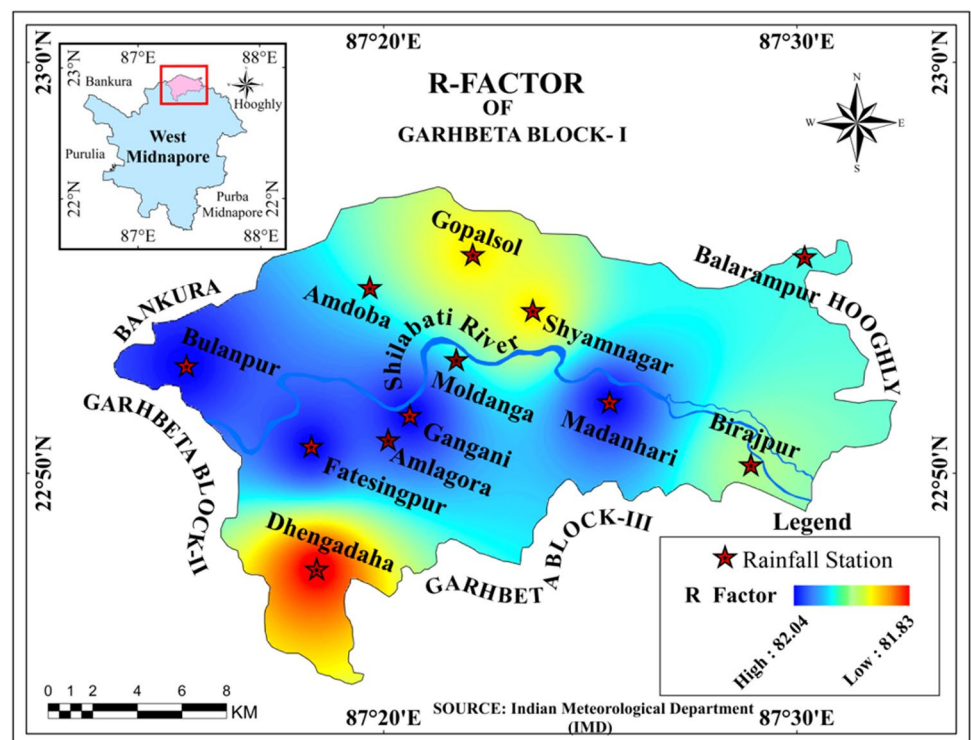 87°20'E
87°30'E
23°0'N
23°0'N
87°E
88°E
23°N
23°N
Bankura
Hooghly
West
Midnapore
Purulia
Purba
Midnapore
22°N
22°N
87°E
88°E
R-FACTOR
OF
GARHBETA BLOCK- I
N
W
E
S
Gopalsol
Balarampur
HOOGHLY
Amdoba
BANKURA
Shyamnagar
Shilabati River
Bulanpur
Moldanga
GARHBETA BLOCK-II
Madanhari
Gangani
Birajpur
Amlagora
Fatesingpur
22°50'N
22°50'N
Dhengadaha
GARHBETA BLOCK-III
Legend
Rainfall Station
R Factor
High : 82.04
Low : 81.83
0 1 2 4 6 8
KM
SOURCE: Indian Meteorological Department
(IMD)
87°20'E
87°30'E